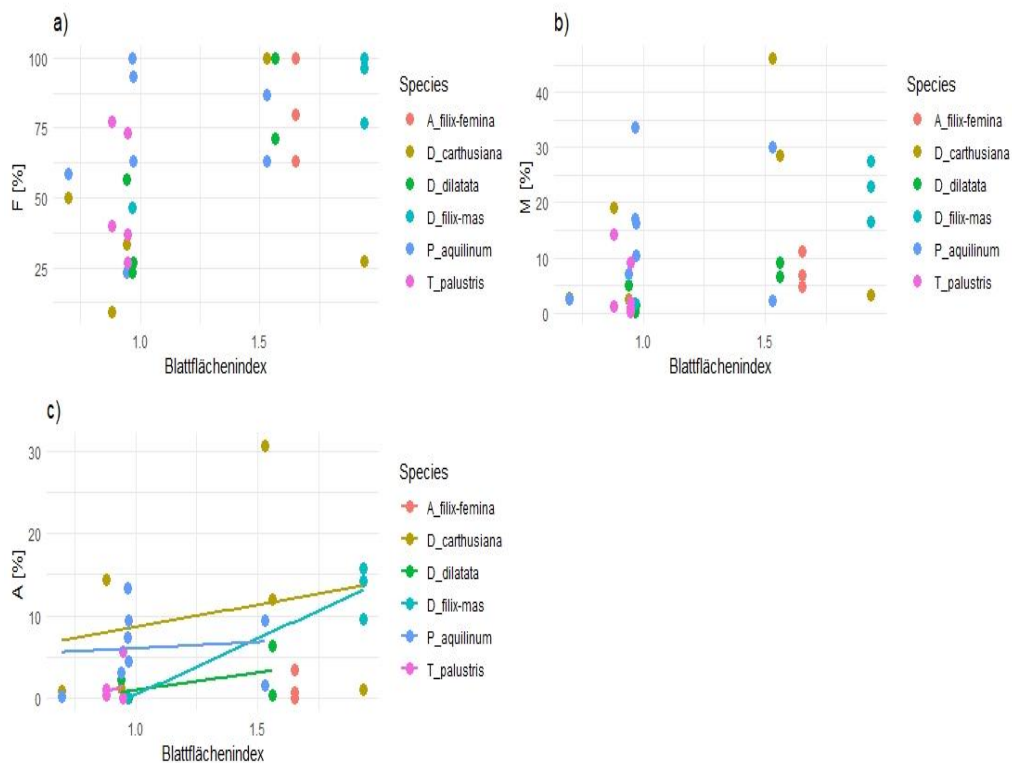 a)
100
75
50
25
F [%]
1.0
1.5
Blattflächenindex
Species
A_filix-femina
D_carthusiana
D_dilatata
D_filix-mas
P_aquilinum
T_palustris
b)
40
30
20
10
0
M [%]
1.0
1.5
Blattflächenindex
Species
A_filix-femina
D_carthusiana
D_dilatata
D_filix-mas
P_aquilinum
T_palustris
c)
30
20
10
0
A [%]
1.0
1.5
Blattflächenindex
Species
A_filix-femina
D_carthusiana
D_dilatata
D_filix-mas
P_aquilinum
T_palustris